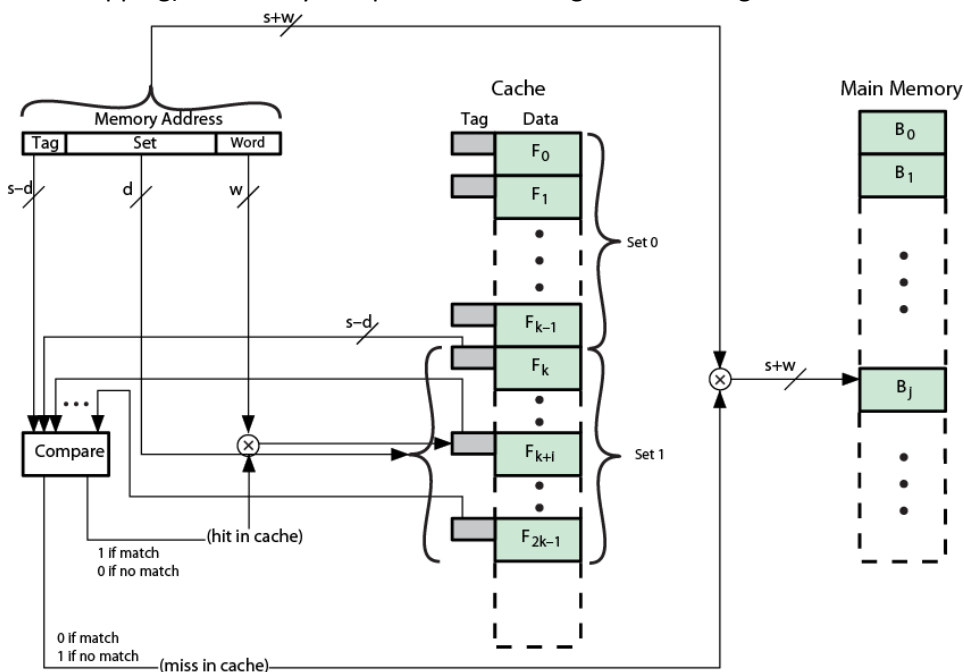 s+w
Cache
Main Memory
Memory Address
Tag Data
Tag Set Word
B0
B1
F0
F1
s–d
d
w
Set 0
s–d
Fk–1
Fk
s+w
Bj
Compare
Fk+i
Set 1
(hit in cache)
F2k–1
1 if match
0 if no match
0 if match
1 if no match
(miss in cache)